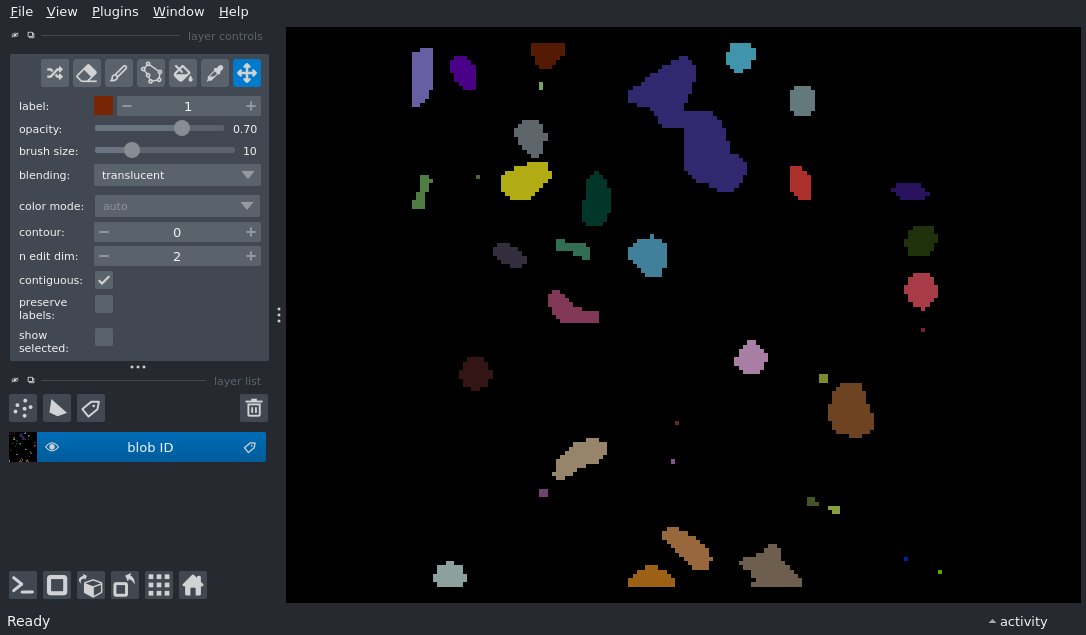 File View Plugins Window Help
layer controls
label: 1
opacity: 0.70
brush size: 10
blending: translucent
color mode: auto
contour: 0
n edit dim: 2
contiguous:
preserve
labels:
show
selected:
layer list
blob ID
Ready
activity